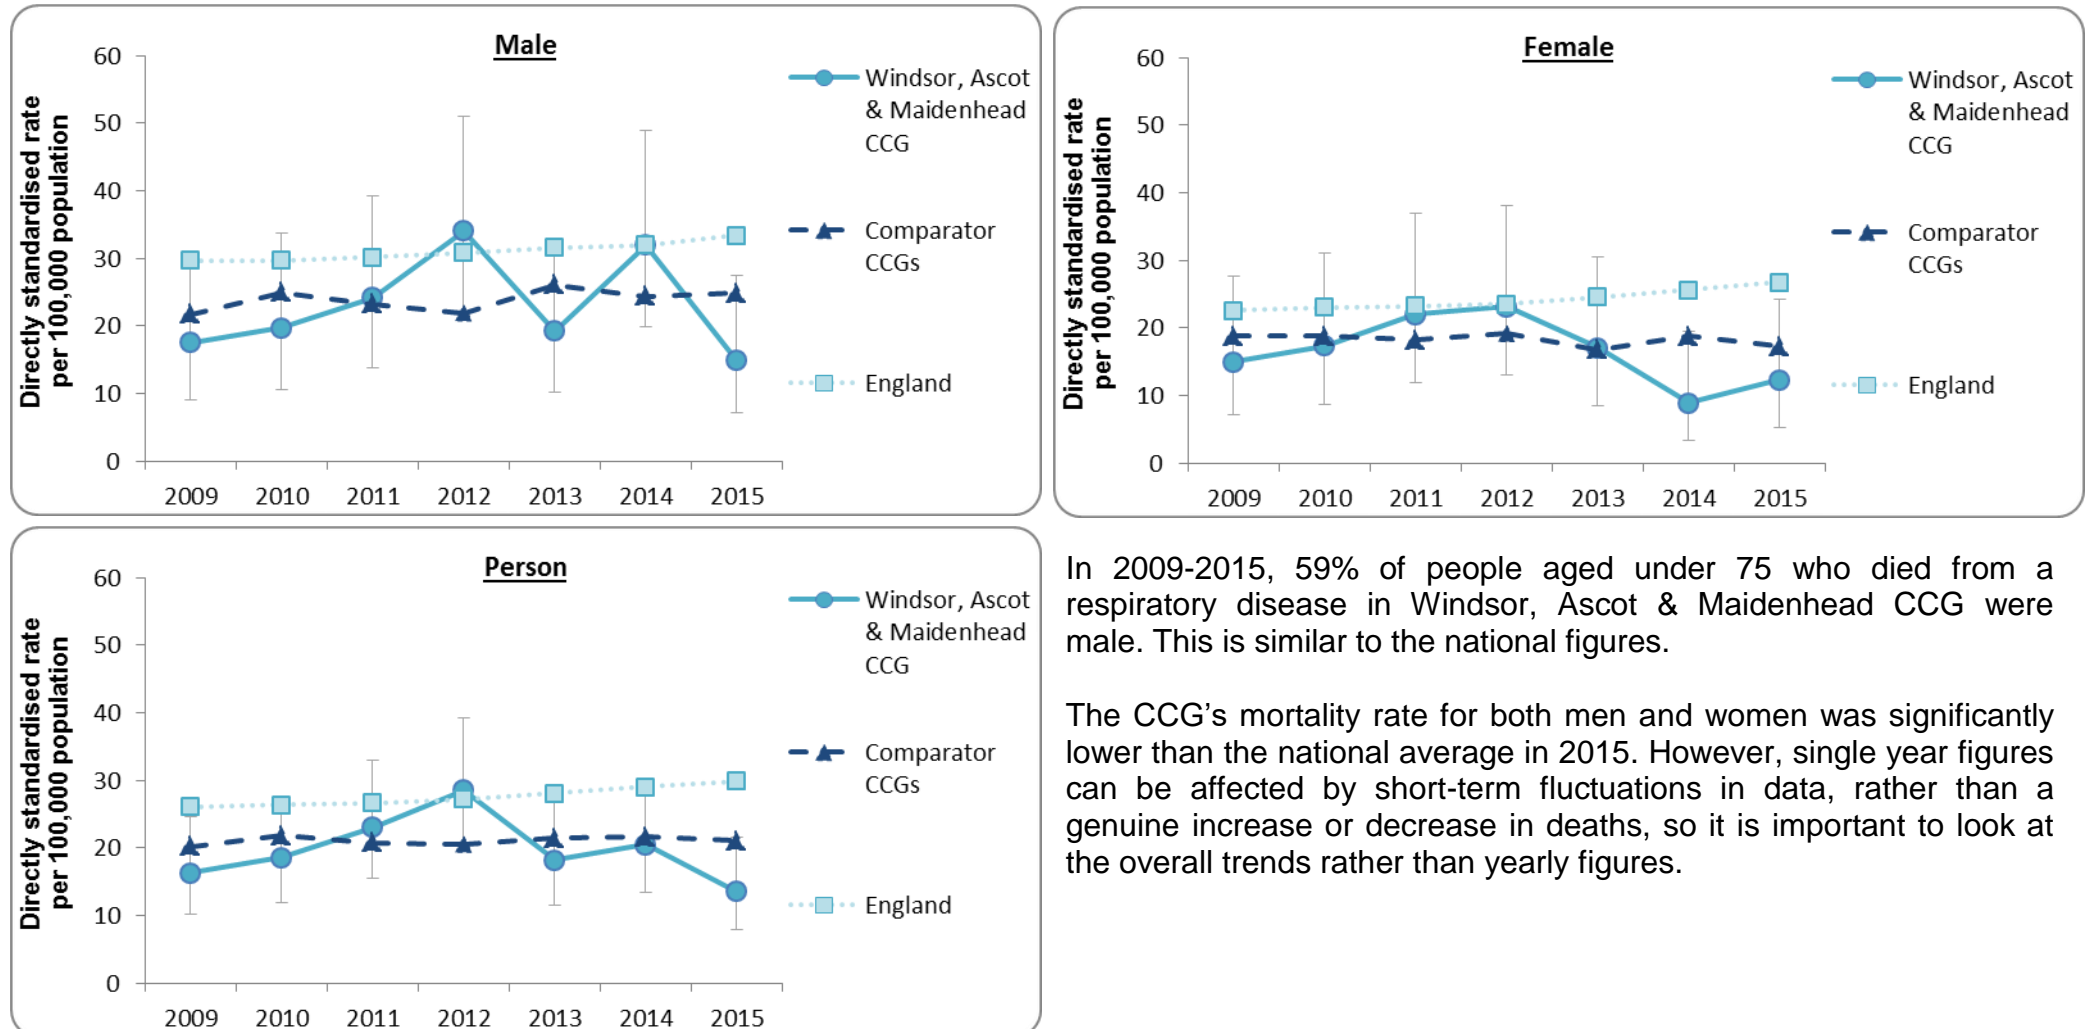 Male
Directly standardised rate
per 100,000 population
60
50
40
30
20
10
0
2009 2010 2011 2012 2013 2014 2015
Windsor, Ascot
& Maidenhead
CCG
Comparator
CCGs
England
Female
Directly standardised rate
per 100,000 population
60
50
40
30
20
10
0
2009 2010 2011 2012 2013 2014 2015
Windsor, Ascot
& Maidenhead
CCG
Comparator
CCGs
England
Person
Directly standardised rate
per 100,000 population
60
50
40
30
20
10
0
2009 2010 2011 2012 2013 2014 2015
Windsor, Ascot
& Maidenhead
CCG
Comparator
CCGs
England
In 2009-2015, 59% of people aged under 75 who died from a
respiratory disease in Windsor, Ascot & Maidenhead CCG were
male. This is similar to the national figures.
The CCG’s mortality rate for both men and women was significantly
lower than the national average in 2015. However, single year figures
can be affected by short-term fluctuations in data, rather than a
genuine increase or decrease in deaths, so it is important to look at
the overall trends rather than yearly figures.